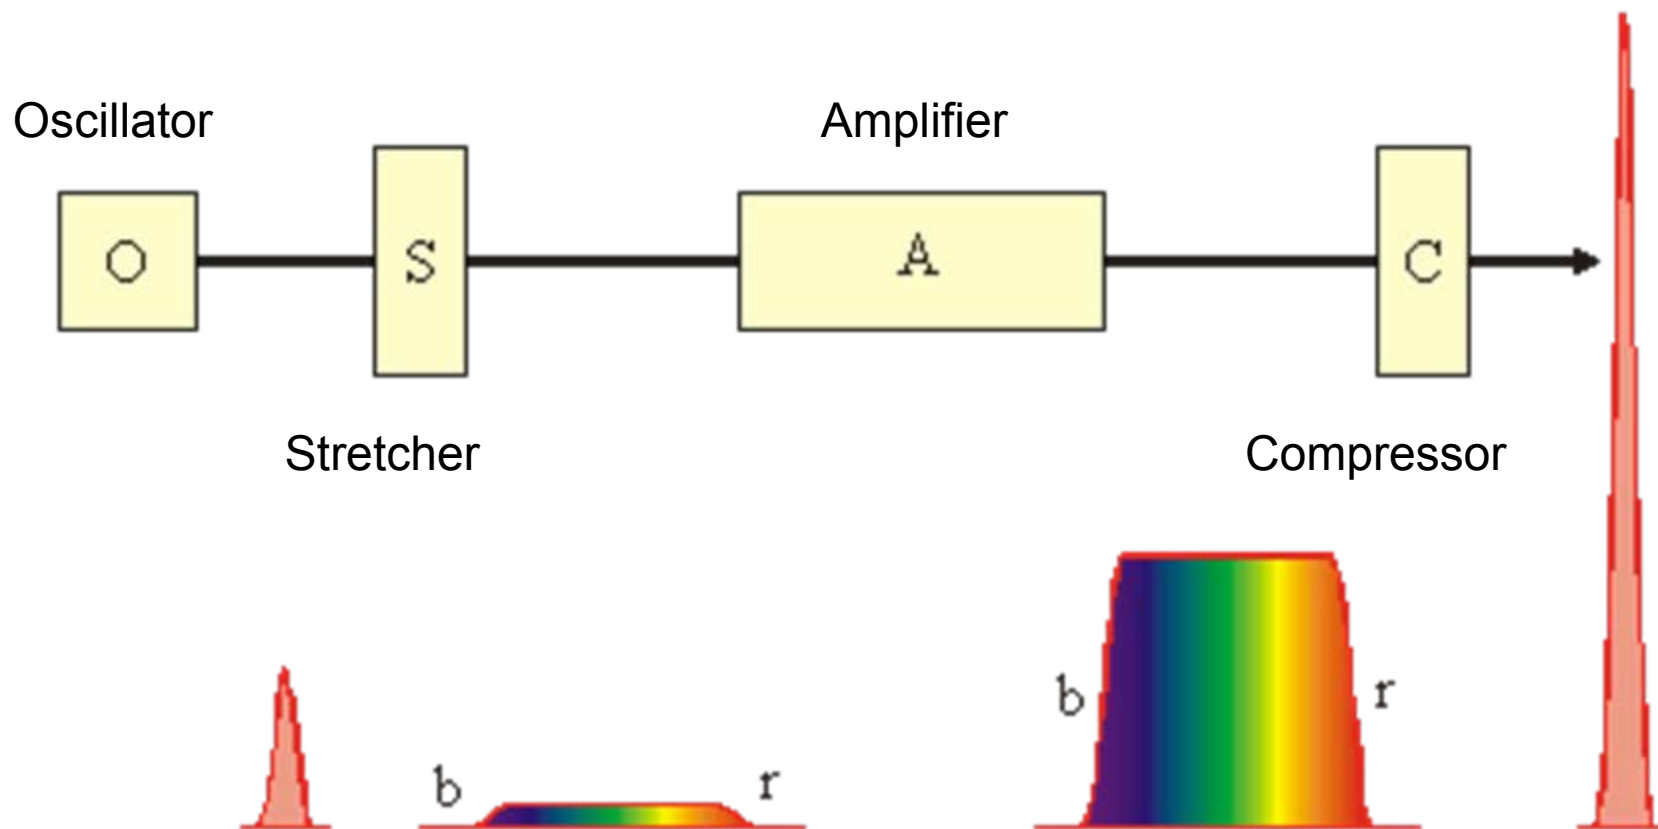 Oscillator
Amplifier
O
S
A
C
Stretcher
Compressor
b
r
b
r